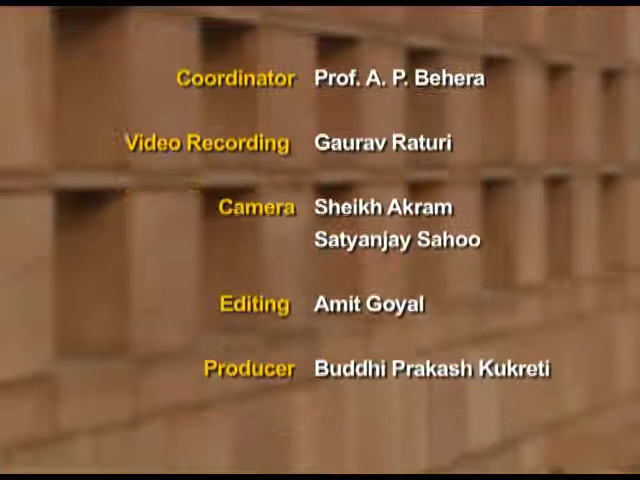 Coordinator Prof. A. P. Behera
Video Recording Gaurav Raturi
Camera Sheikh Akram
Satyanjay Sahoo
Editing Amit Goyal
Producer Buddhi Prakash Kukreti